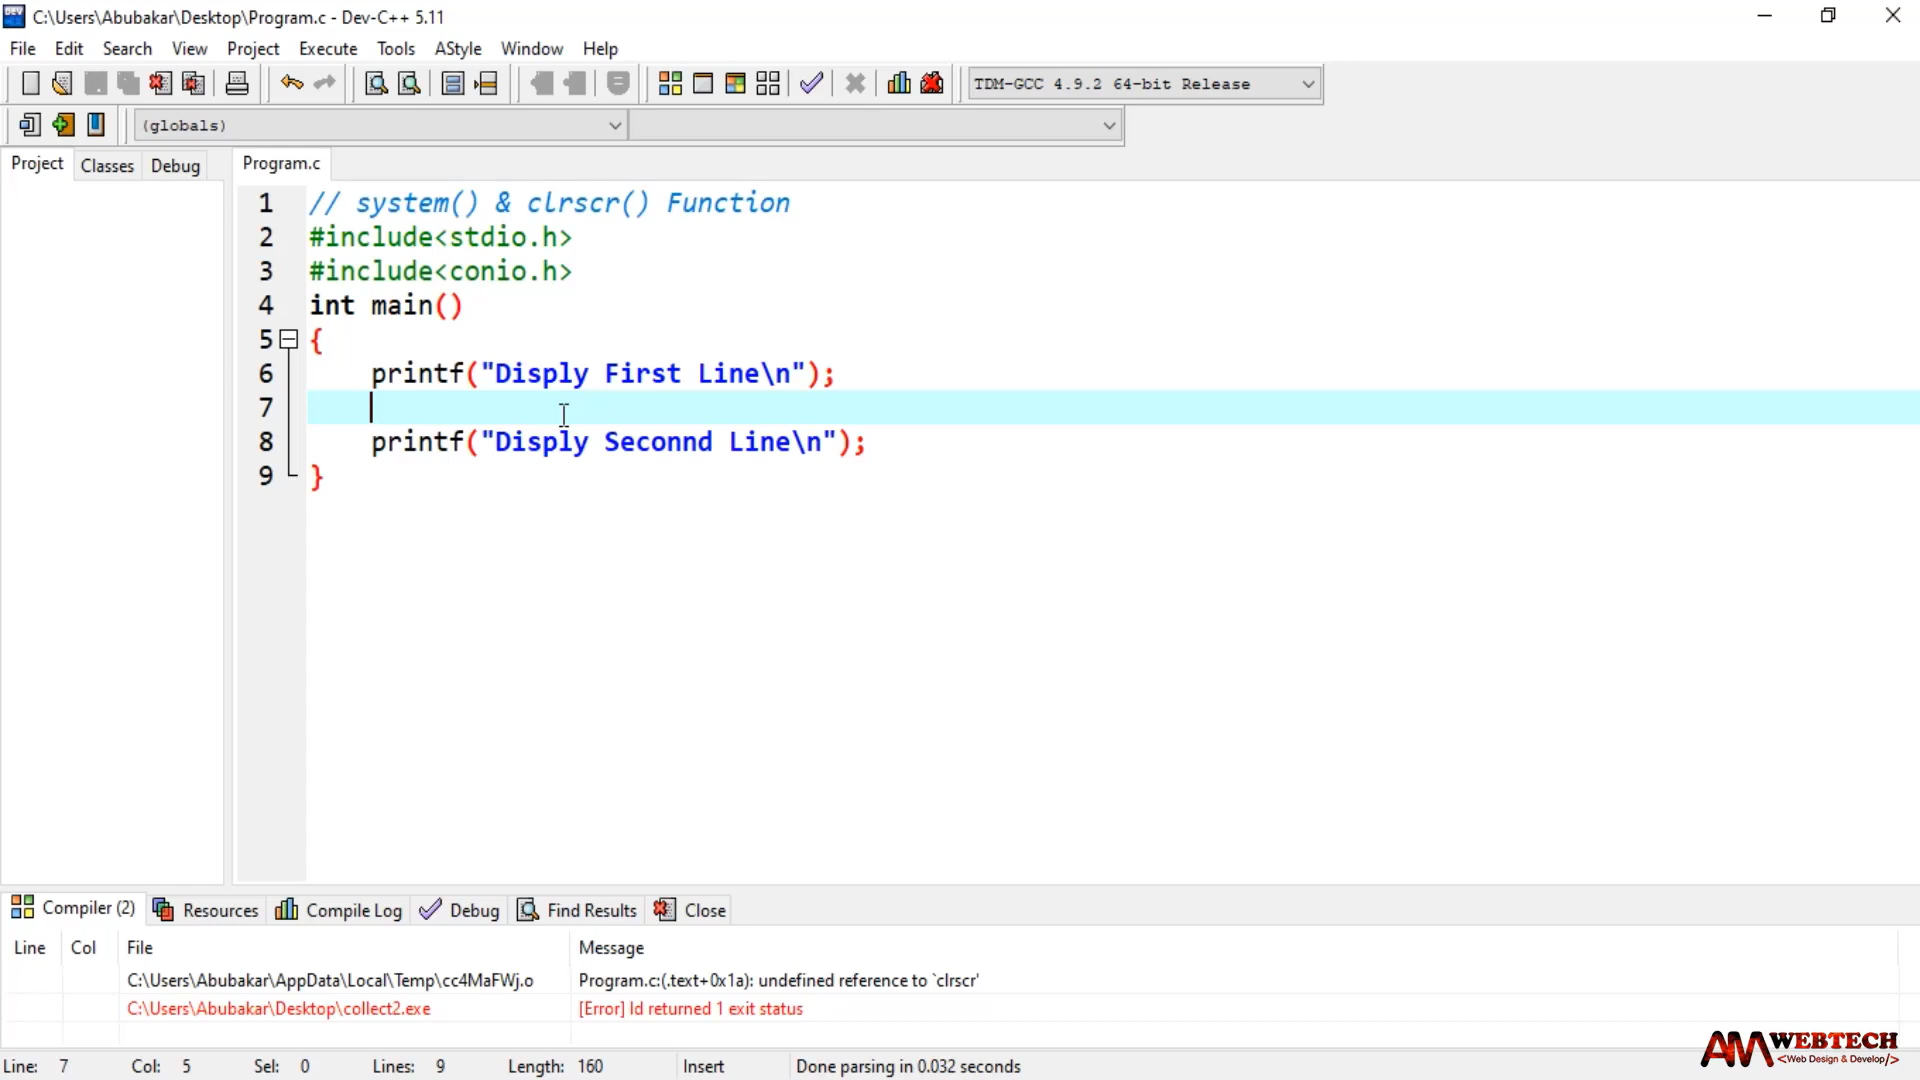 C:\Users\Abubakar\Desktop\Program.c - Dev-C++ 5.11
File Edit Search View Project Execute Tools AStyle Window Help
TDM-GCC 4.9.2 64-bit Release
(globals)
Project Classes Debug Program.c
1 // system() & clrscr() Function
2 #include<stdio.h>
3 #include<conio.h>
4 int main()
5 {
6 printf("Disply First Line\n");
7
8 printf("Disply Seconnd Line\n");
9 }
Compiler (2) Resources Compile Log Debug Find Results Close
Line Col File Message
C:\Users\Abubakar\AppData\Local\Temp\cc4MaFWj.o Program.c:(.text+0x1a): undefined reference to `clrscr'
C:\Users\Abubakar\Desktop\collect2.exe [Error] ld returned 1 exit status
AM WEBTECH
<Web Design & Develop/>
Line: 7 Col: 5 Sel: 0 Lines: 9 Length: 160 Insert Done parsing in 0.032 seconds